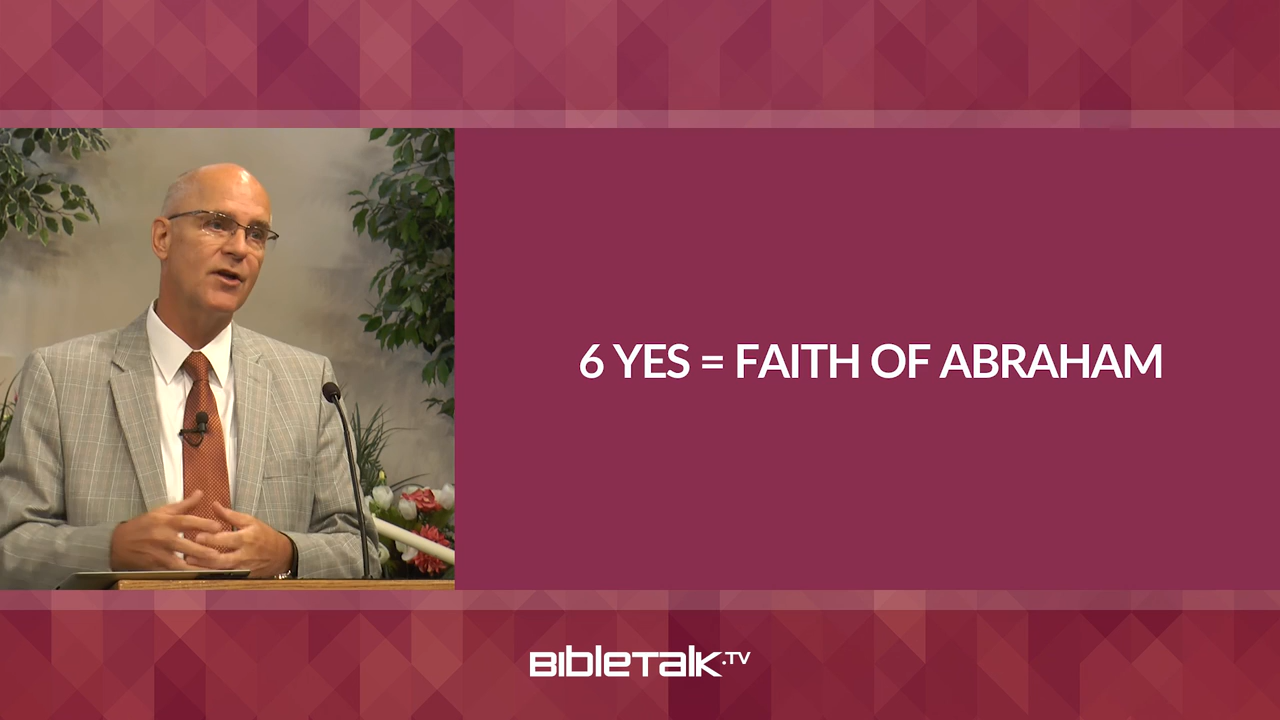 6 YES = FAITH OF ABRAHAM
BIBLETALK.TV